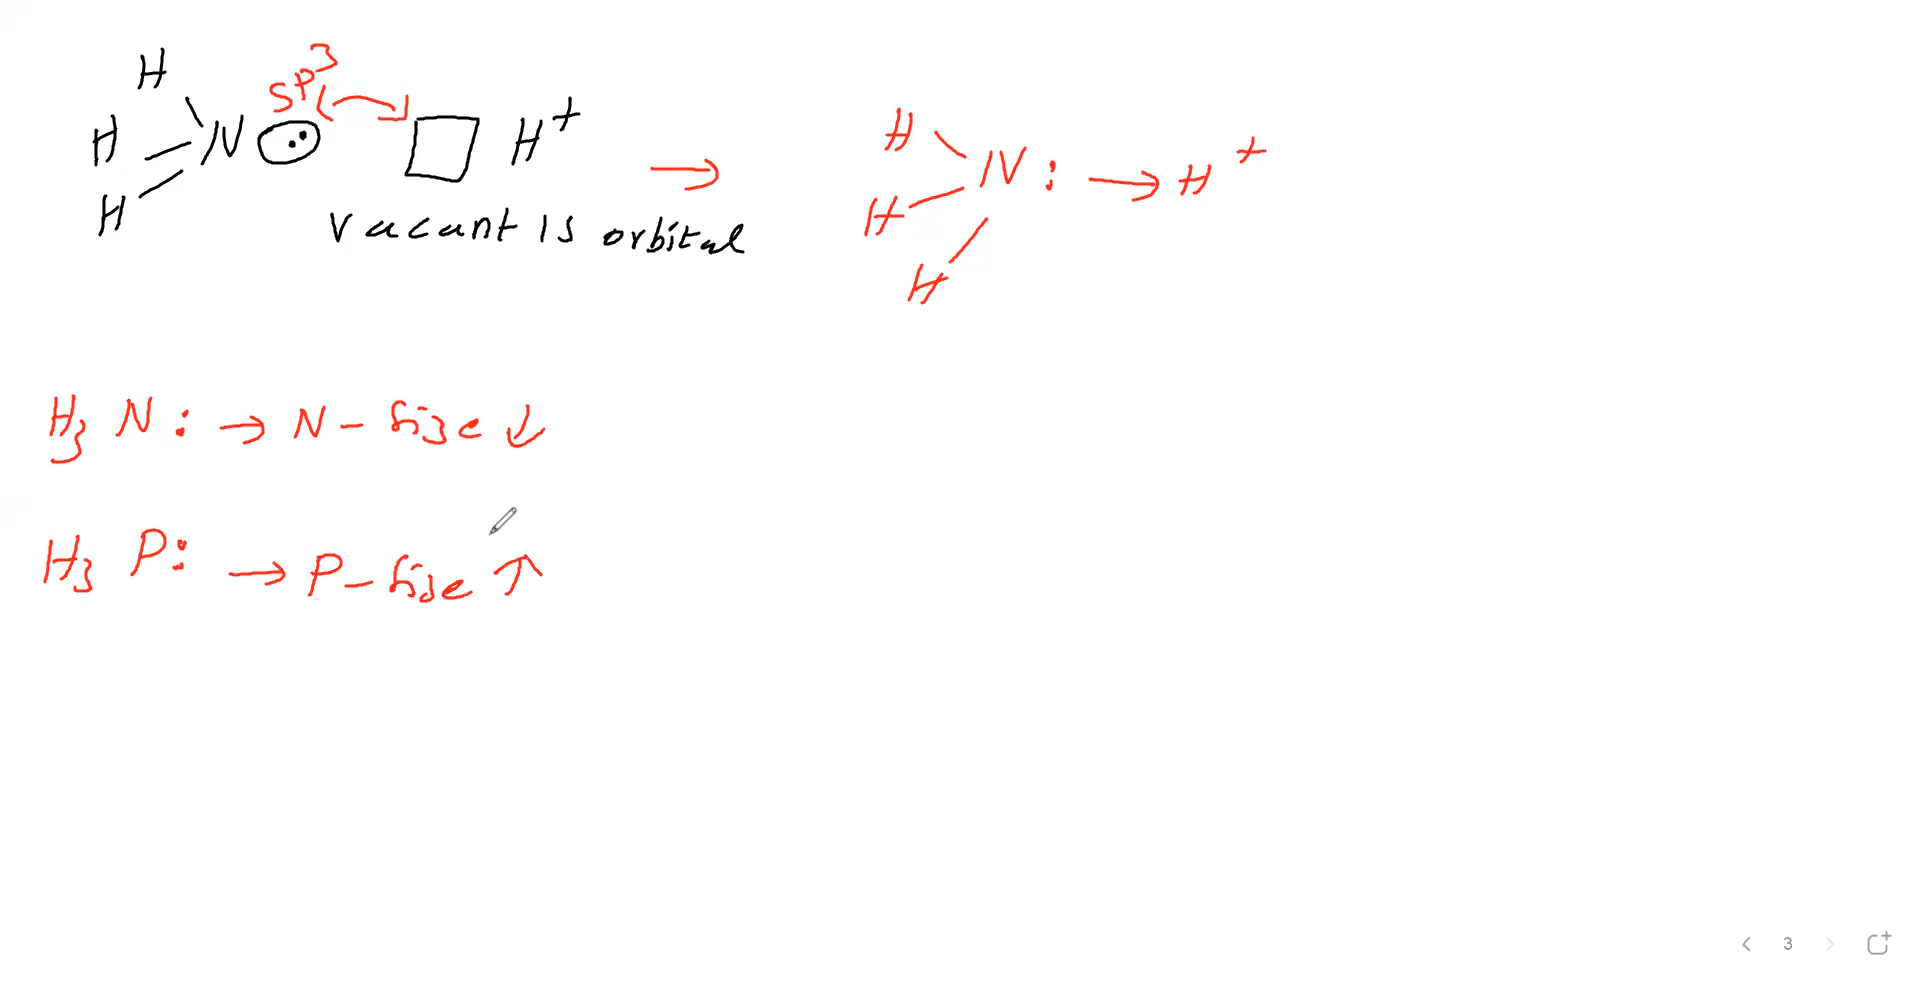 H
H N : sp³ H⁺ →
H
vacant 1s orbital
H
H N : → H⁺
H
H₃ N : → N - Size ↓
H₃ P : → P - Size ↑
3